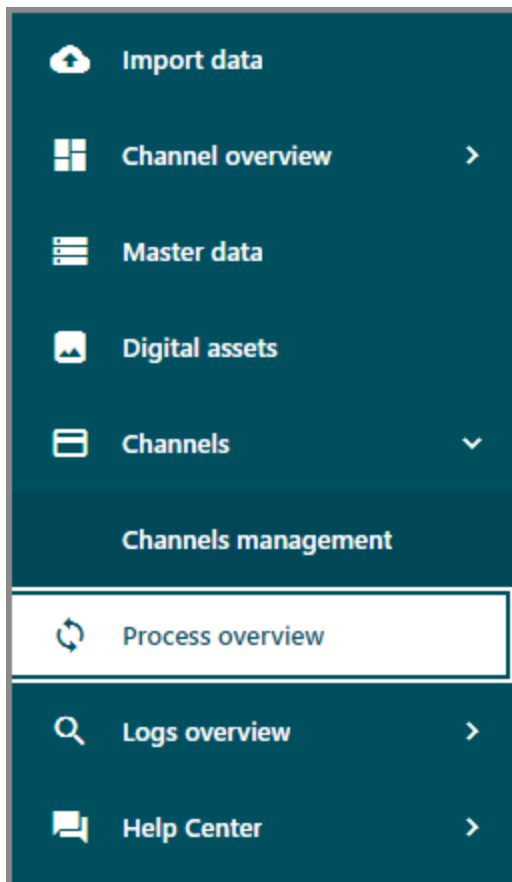 Import data
Channel overview
Master data
Digital assets
Channels
Channels management
Process overview
Logs overview
Help Center